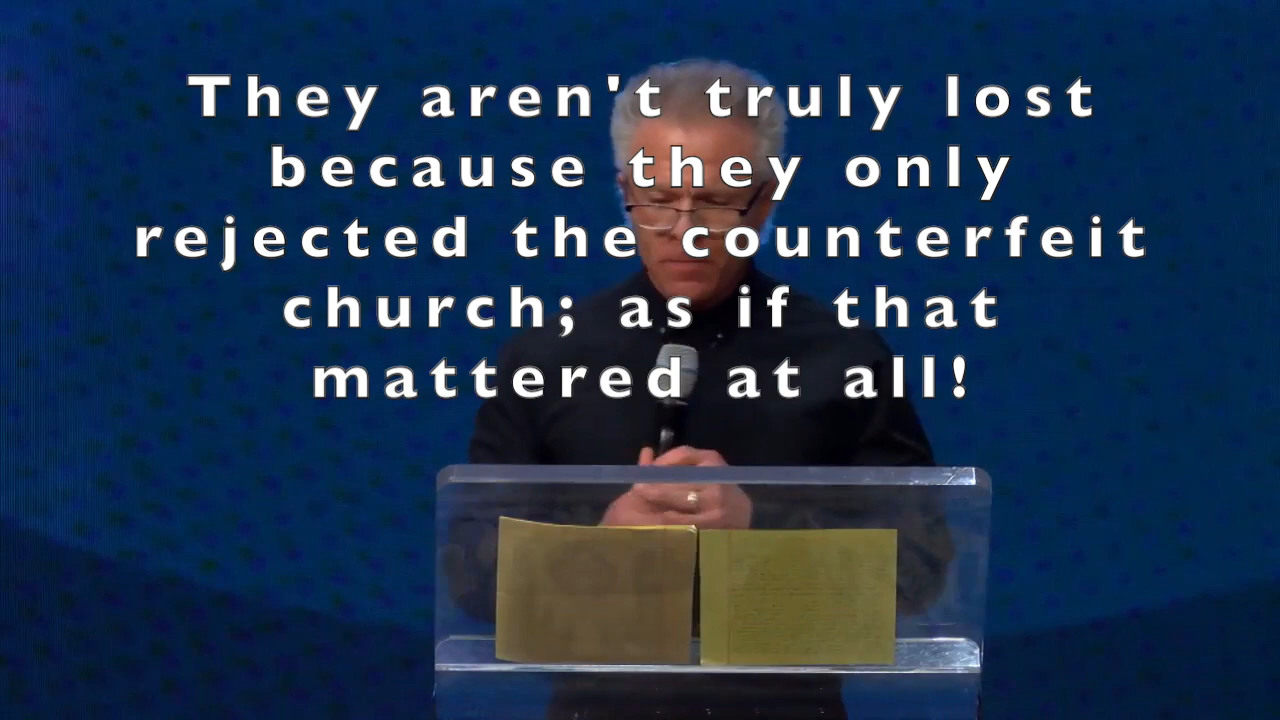 They aren't truly lost
because they only
rejected the counterfeit
church; as if that
mattered at all!